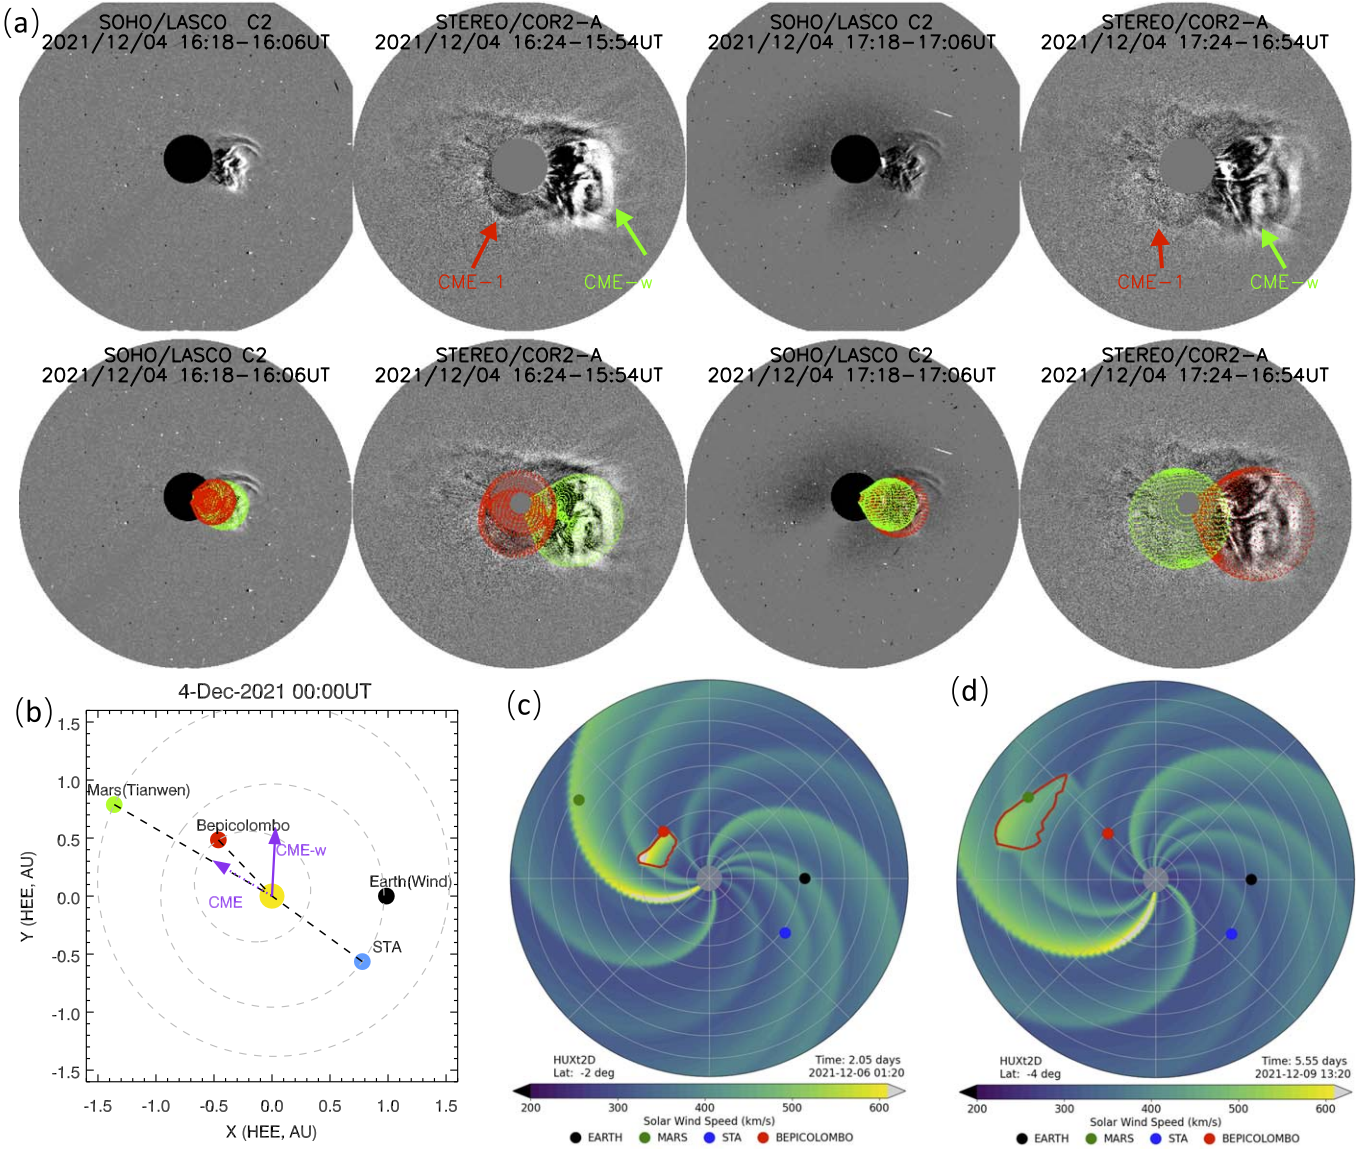 (a)
SOHO/LASCO C2
2021/12/04 16:18-16:06UT
STEREO/COR2-A
2021/12/04 16:24-15:54UT
SOHO/LASCO C2
2021/12/04 17:18-17:06UT
STEREO/COR2-A
2021/12/04 17:24-16:54UT
CME-1
CME-w
CME-1
CME-w
SOHO/LASCO C2
2021/12/04 16:18-16:06UT
STEREO/COR2-A
2021/12/04 16:24-15:54UT
SOHO/LASCO C2
2021/12/04 17:18-17:06UT
STEREO/COR2-A
2021/12/04 17:24-16:54UT
(b)
4-Dec-2021 00:00UT
1.5
1.0
0.5
0.0
-0.5
-1.0
-1.5
Y (HEE, AU)
Mars(Tianwen)
Bepicolombo
CME-w
CME
Earth(Wind)
STA
-1.5 -1.0 -0.5 0.0 0.5 1.0 1.5
X (HEE, AU)
(c)
HUXt2D
Lat: -2 deg
Time: 2.05 days
2021-12-06 01:20
200 300 400 500 600
Solar Wind Speed (km/s)
EARTH MARS STA BEPICOLOMBO
(d)
HUXt2D
Lat: -4 deg
Time: 5.55 days
2021-12-09 13:20
200 300 400 500 600
Solar Wind Speed (km/s)
EARTH MARS STA BEPICOLOMBO